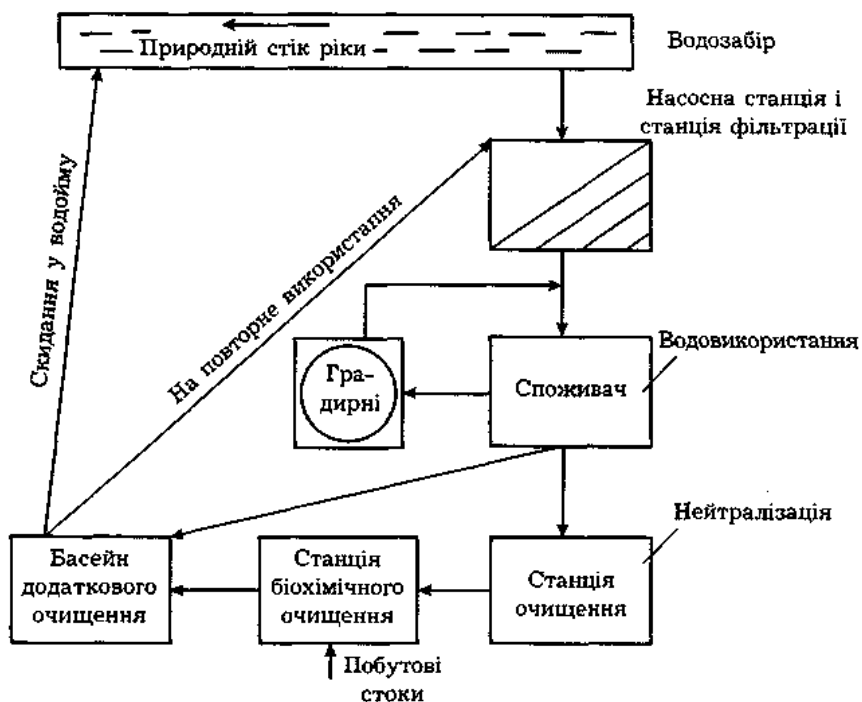 Природній стік ріки
Водозабір
Насосна станція і
станція фільтрації
Скидання у водойму
На повторне використання
Водовикористання
Гра-
дирні
Споживач
Нейтралізація
Басейн
додаткового
очищення
Станція
біохімічного
очищення
Станція
очищення
Побутові
стоки